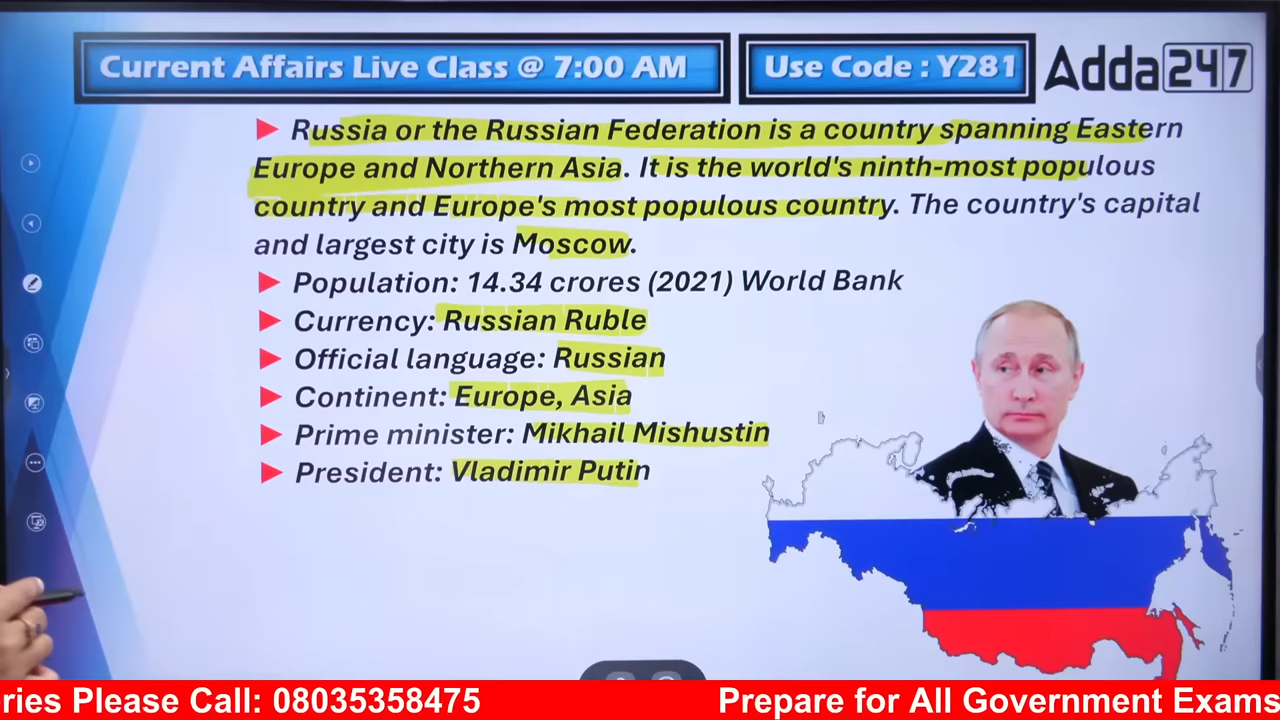 Current Affairs Live Class @ 7:00 AM
Use Code : Y281
Adda247
Russia or the Russian Federation is a country spanning Eastern
Europe and Northern Asia. It is the world's ninth-most populous
country and Europe's most populous country. The country's capital
and largest city is Moscow.
Population: 14.34 crores (2021) World Bank
Currency: Russian Ruble
Official language: Russian
Continent: Europe, Asia
Prime minister: Mikhail Mishustin
President: Vladimir Putin
ries Please Call: 08035358475
Prepare for All Government Exams